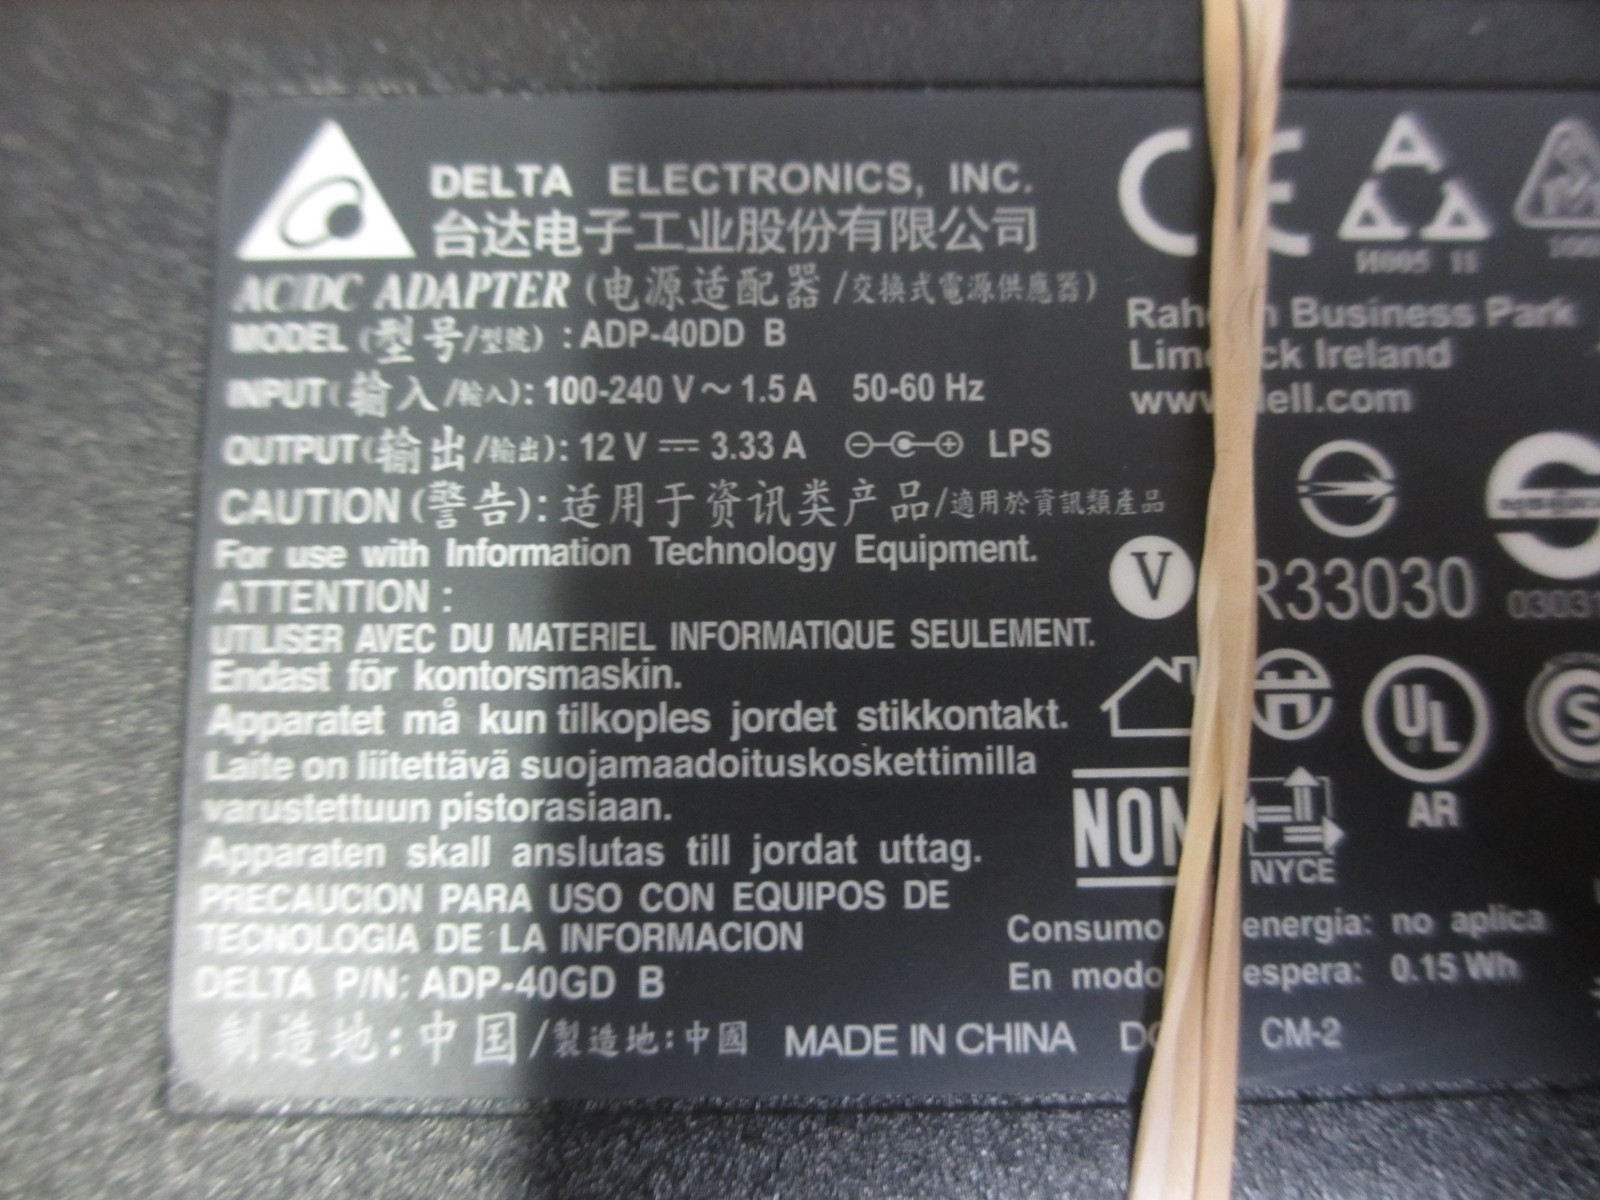 DELTA ELECTRONICS, INC.
台达电子工业股份有限公司
AC/DC ADAPTER (电源适配器/交換式電源供應器)
MODEL (型号/型號) : ADP-40DD B
INPUT(输入/輸入): 100-240 V ~ 1.5 A 50-60 Hz
OUTPUT(输出/輸出): 12 V ⎓ 3.33 A LPS
CAUTION (警告): 适用于资讯类产品/適用於資訊類產品
For use with Information Technology Equipment.
ATTENTION :
UTILISER AVEC DU MATERIEL INFORMATIQUE SEULEMENT.
Endast för kontorsmaskin.
Apparatet må kun tilkoples jordet stikkontakt.
Laite on liitettävä suojamaadoituskoskettimilla
varustettuun pistorasiaan.
Apparaten skall anslutas till jordat uttag.
PRECAUCION PARA USO CON EQUIPOS DE
TECNOLOGIA DE LA INFORMACION
DELTA P/N: ADP-40GD B
制造地:中国/製造地:中國 MADE IN CHINA
CE
Business Park
Ireland
V
R33030
UL
AR
NYCE
Consumo energia: no aplica
En modo espera: 0.15 Wh
CM-2